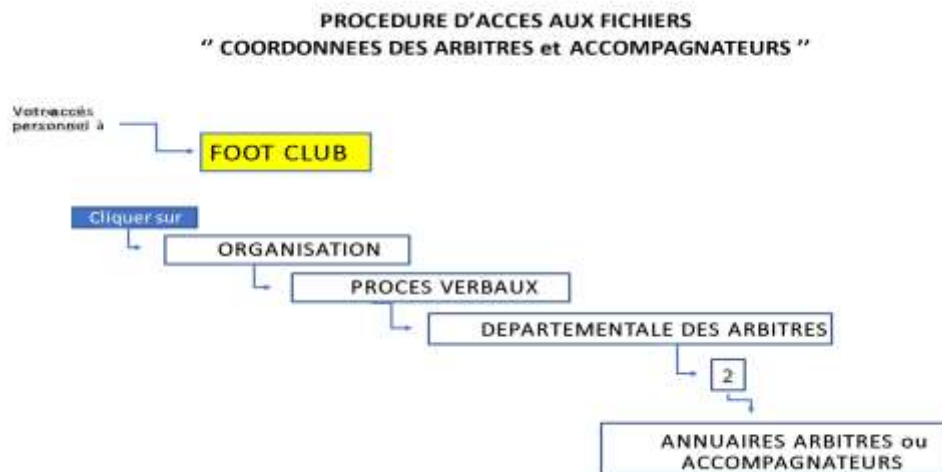 PROCEDURE D’ACCES AUX FICHIERS
“ COORDONNEES DES ARBITRES et ACCOMPAGNATEURS ”
Votre accès
personnel à
FOOT CLUB
Cliquer sur
ORGANISATION
PROCES VERBAUX
DEPARTEMENTALE DES ARBITRES
2
ANNUAIRES ARBITRES ou
ACCOMPAGNATEURS